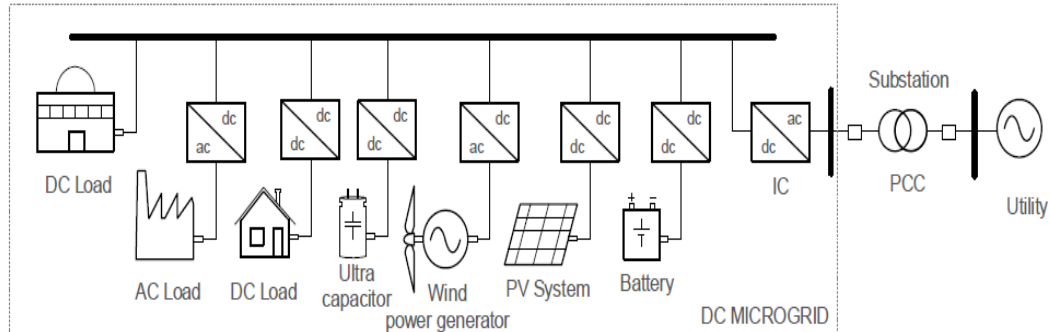 Substation
dc
ac
dc
dc
dc
dc
dc
ac
dc
dc
dc
dc
ac
dc
DC Load
IC
PCC
Utility
+ -
AC Load
DC Load
Ultra
capacitor
Wind
power generator
PV System
Battery
DC MICROGRID